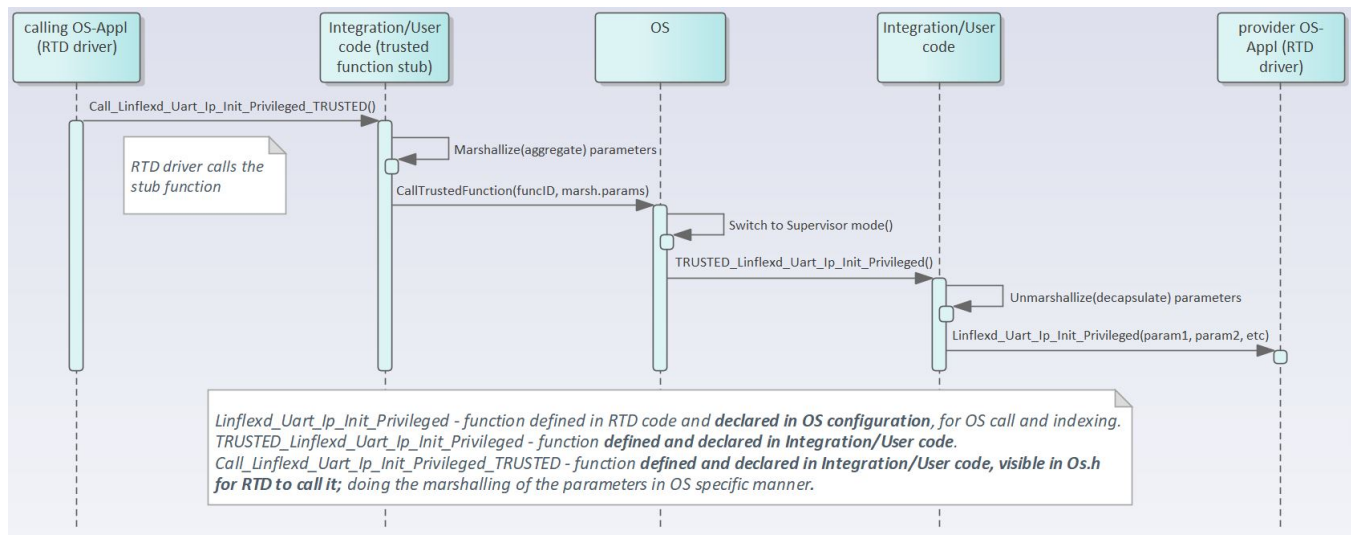 calling OS-Appl
(RTD driver)
Integration/User
code (trusted
function stub)
OS
Integration/User
code
provider OS-
Appl (RTD
driver)
Call_Linflexd_Uart_Ip_Init_Privileged_TRUSTED()
RTD driver calls the
stub function
Marshallize(aggregate) parameters
CallTrustedFunction(funcID, marsh.params)
Switch to Supervisor mode()
TRUSTED_Linflexd_Uart_Ip_Init_Privileged()
Unmarshallize(decapsulate) parameters
Linflexd_Uart_Ip_Init_Privileged(param1, param2, etc)
Linflexd_Uart_Ip_Init_Privileged - function defined in RTD code and declared in OS configuration, for OS call and indexing.
TRUSTED_Linflexd_Uart_Ip_Init_Privileged - function defined and declared in Integration/User code.
Call_Linflexd_Uart_Ip_Init_Privileged_TRUSTED - function defined and declared in Integration/User code, visible in Os.h
for RTD to call it; doing the marshalling of the parameters in OS specific manner.